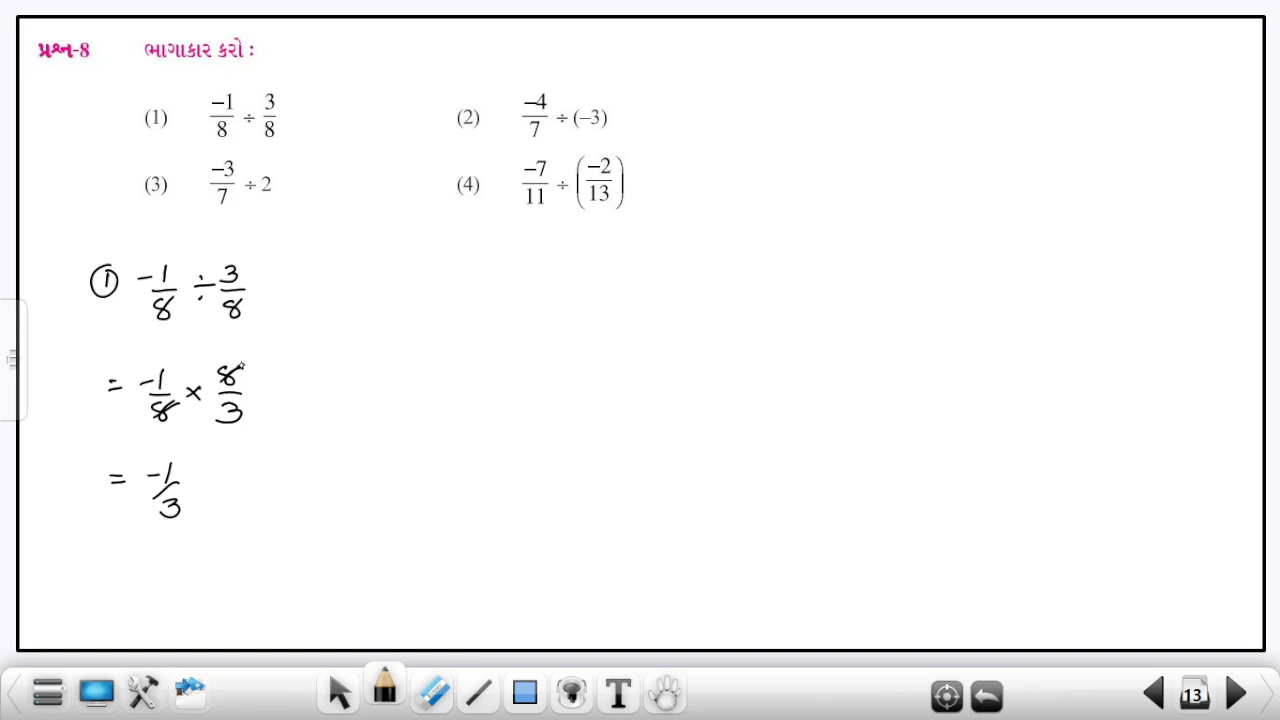 પ્રશ્ન-8 ભાગાકાર કરો :
(1) −1/8 ÷ 3/8 (2) −4/7 ÷ (−3)
(3) −3/7 ÷ 2 (4) −7/11 ÷ (−2/13)
① −1/8 ÷ 3/8
= −1/8 × 8/3
= −1/3
13